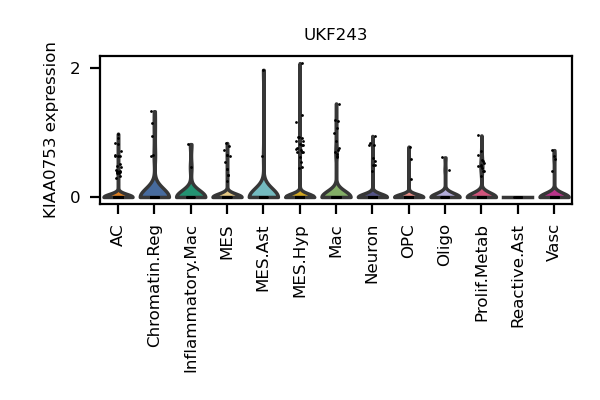 UKF243
KIAA0753 expression
2
0
AC
Chromatin.Reg
Inflammatory.Mac
MES
MES.Ast
MES.Hyp
Mac
Neuron
OPC
Oligo
Prolif.Metab
Reactive.Ast
Vasc